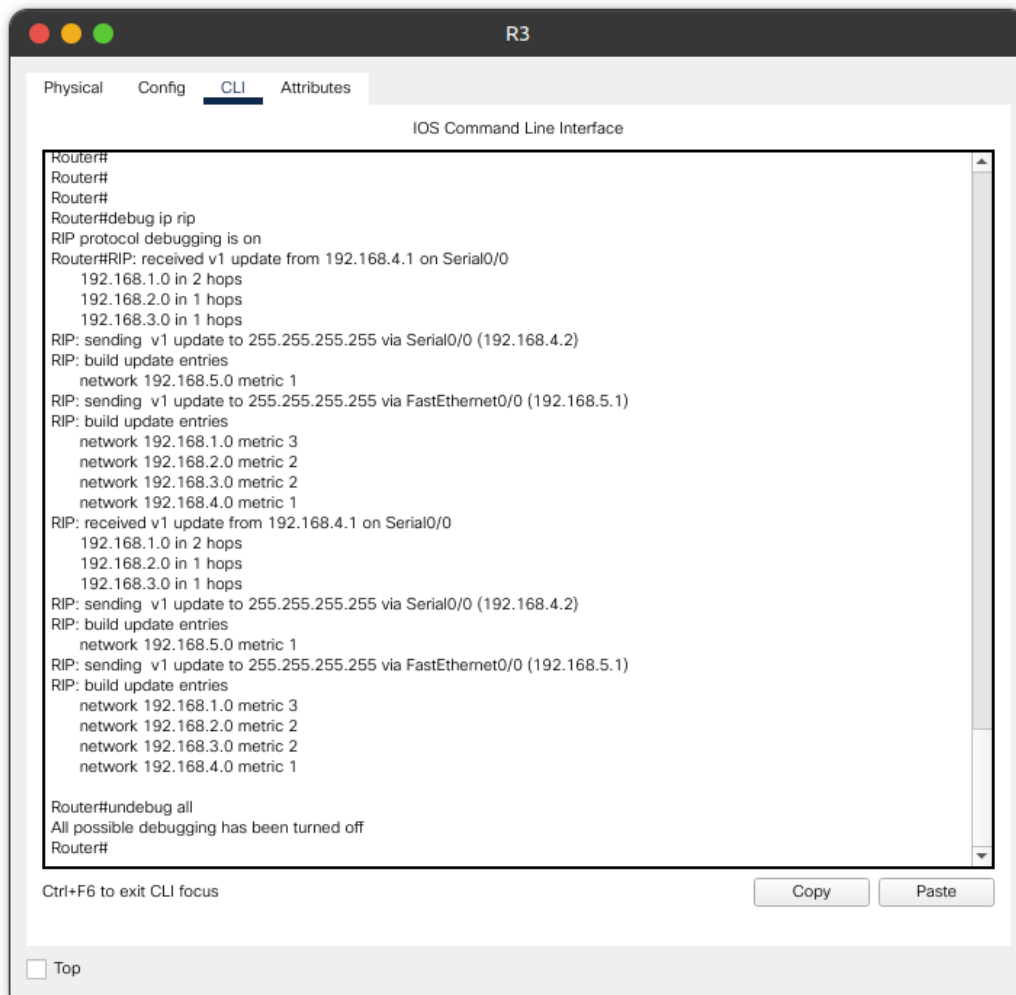 R3
Physical Config CLI Attributes
IOS Command Line Interface
Router#
Router#
Router#
Router#debug ip rip
RIP protocol debugging is on
Router#RIP: received v1 update from 192.168.4.1 on Serial0/0
192.168.1.0 in 2 hops
192.168.2.0 in 1 hops
192.168.3.0 in 1 hops
RIP: sending  v1 update to 255.255.255.255 via Serial0/0 (192.168.4.2)
RIP: build update entries
network 192.168.5.0 metric 1
RIP: sending  v1 update to 255.255.255.255 via FastEthernet0/0 (192.168.5.1)
RIP: build update entries
network 192.168.1.0 metric 3
network 192.168.2.0 metric 2
network 192.168.3.0 metric 2
network 192.168.4.0 metric 1
RIP: received v1 update from 192.168.4.1 on Serial0/0
192.168.1.0 in 2 hops
192.168.2.0 in 1 hops
192.168.3.0 in 1 hops
RIP: sending  v1 update to 255.255.255.255 via Serial0/0 (192.168.4.2)
RIP: build update entries
network 192.168.5.0 metric 1
RIP: sending  v1 update to 255.255.255.255 via FastEthernet0/0 (192.168.5.1)
RIP: build update entries
network 192.168.1.0 metric 3
network 192.168.2.0 metric 2
network 192.168.3.0 metric 2
network 192.168.4.0 metric 1
Router#undebug all
All possible debugging has been turned off
Router#
Ctrl+F6 to exit CLI focus
Copy Paste
Top